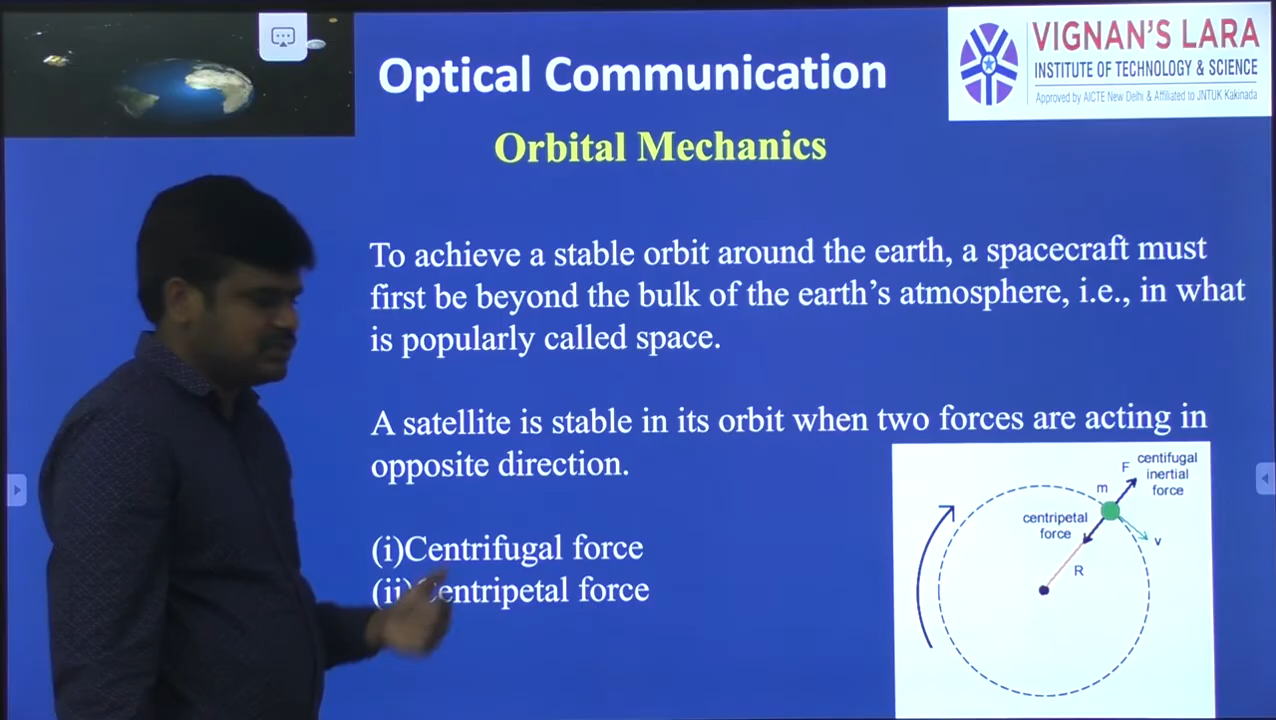 Optical Communication
VIGNAN'S LARA
INSTITUTE OF TECHNOLOGY & SCIENCE
Approved by AICTE New Delhi & Affiliated to JNTUK Kakinada
Orbital Mechanics
To achieve a stable orbit around the earth, a spacecraft must
first be beyond the bulk of the earth's atmosphere, i.e., in what
is popularly called space.
A satellite is stable in its orbit when two forces are acting in
opposite direction.
(i)Centrifugal force
(ii)Centripetal force
F
centifugal
inertial
force
m
centripetal
force
v
R